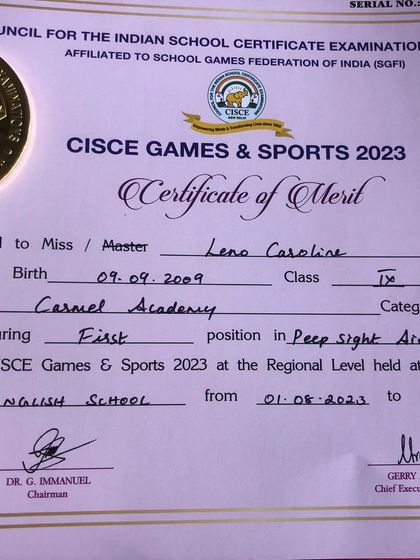 SERIAL NO.:
UNCIL FOR THE INDIAN SCHOOL CERTIFICATE EXAMINATION
AFFILIATED TO SCHOOL GAMES FEDERATION OF INDIA (SGFI)
CISCE
NEW DELHI
Empowering Minds & Transforming Lives since 1958
CISCE GAMES & SPORTS 2023
Certificate of Merit
d to Miss / Master Leno Caroline
Birth 09.09.2009 Class IX
Carmel Academy Categ
uring First position in Peep Sight Ai
ISCE Games & Sports 2023 at the Regional Level held at
NGLISH SCHOOL from 01.08.2023 to
DR. G. IMMANUEL
Chairman
GERRY
Chief Execu